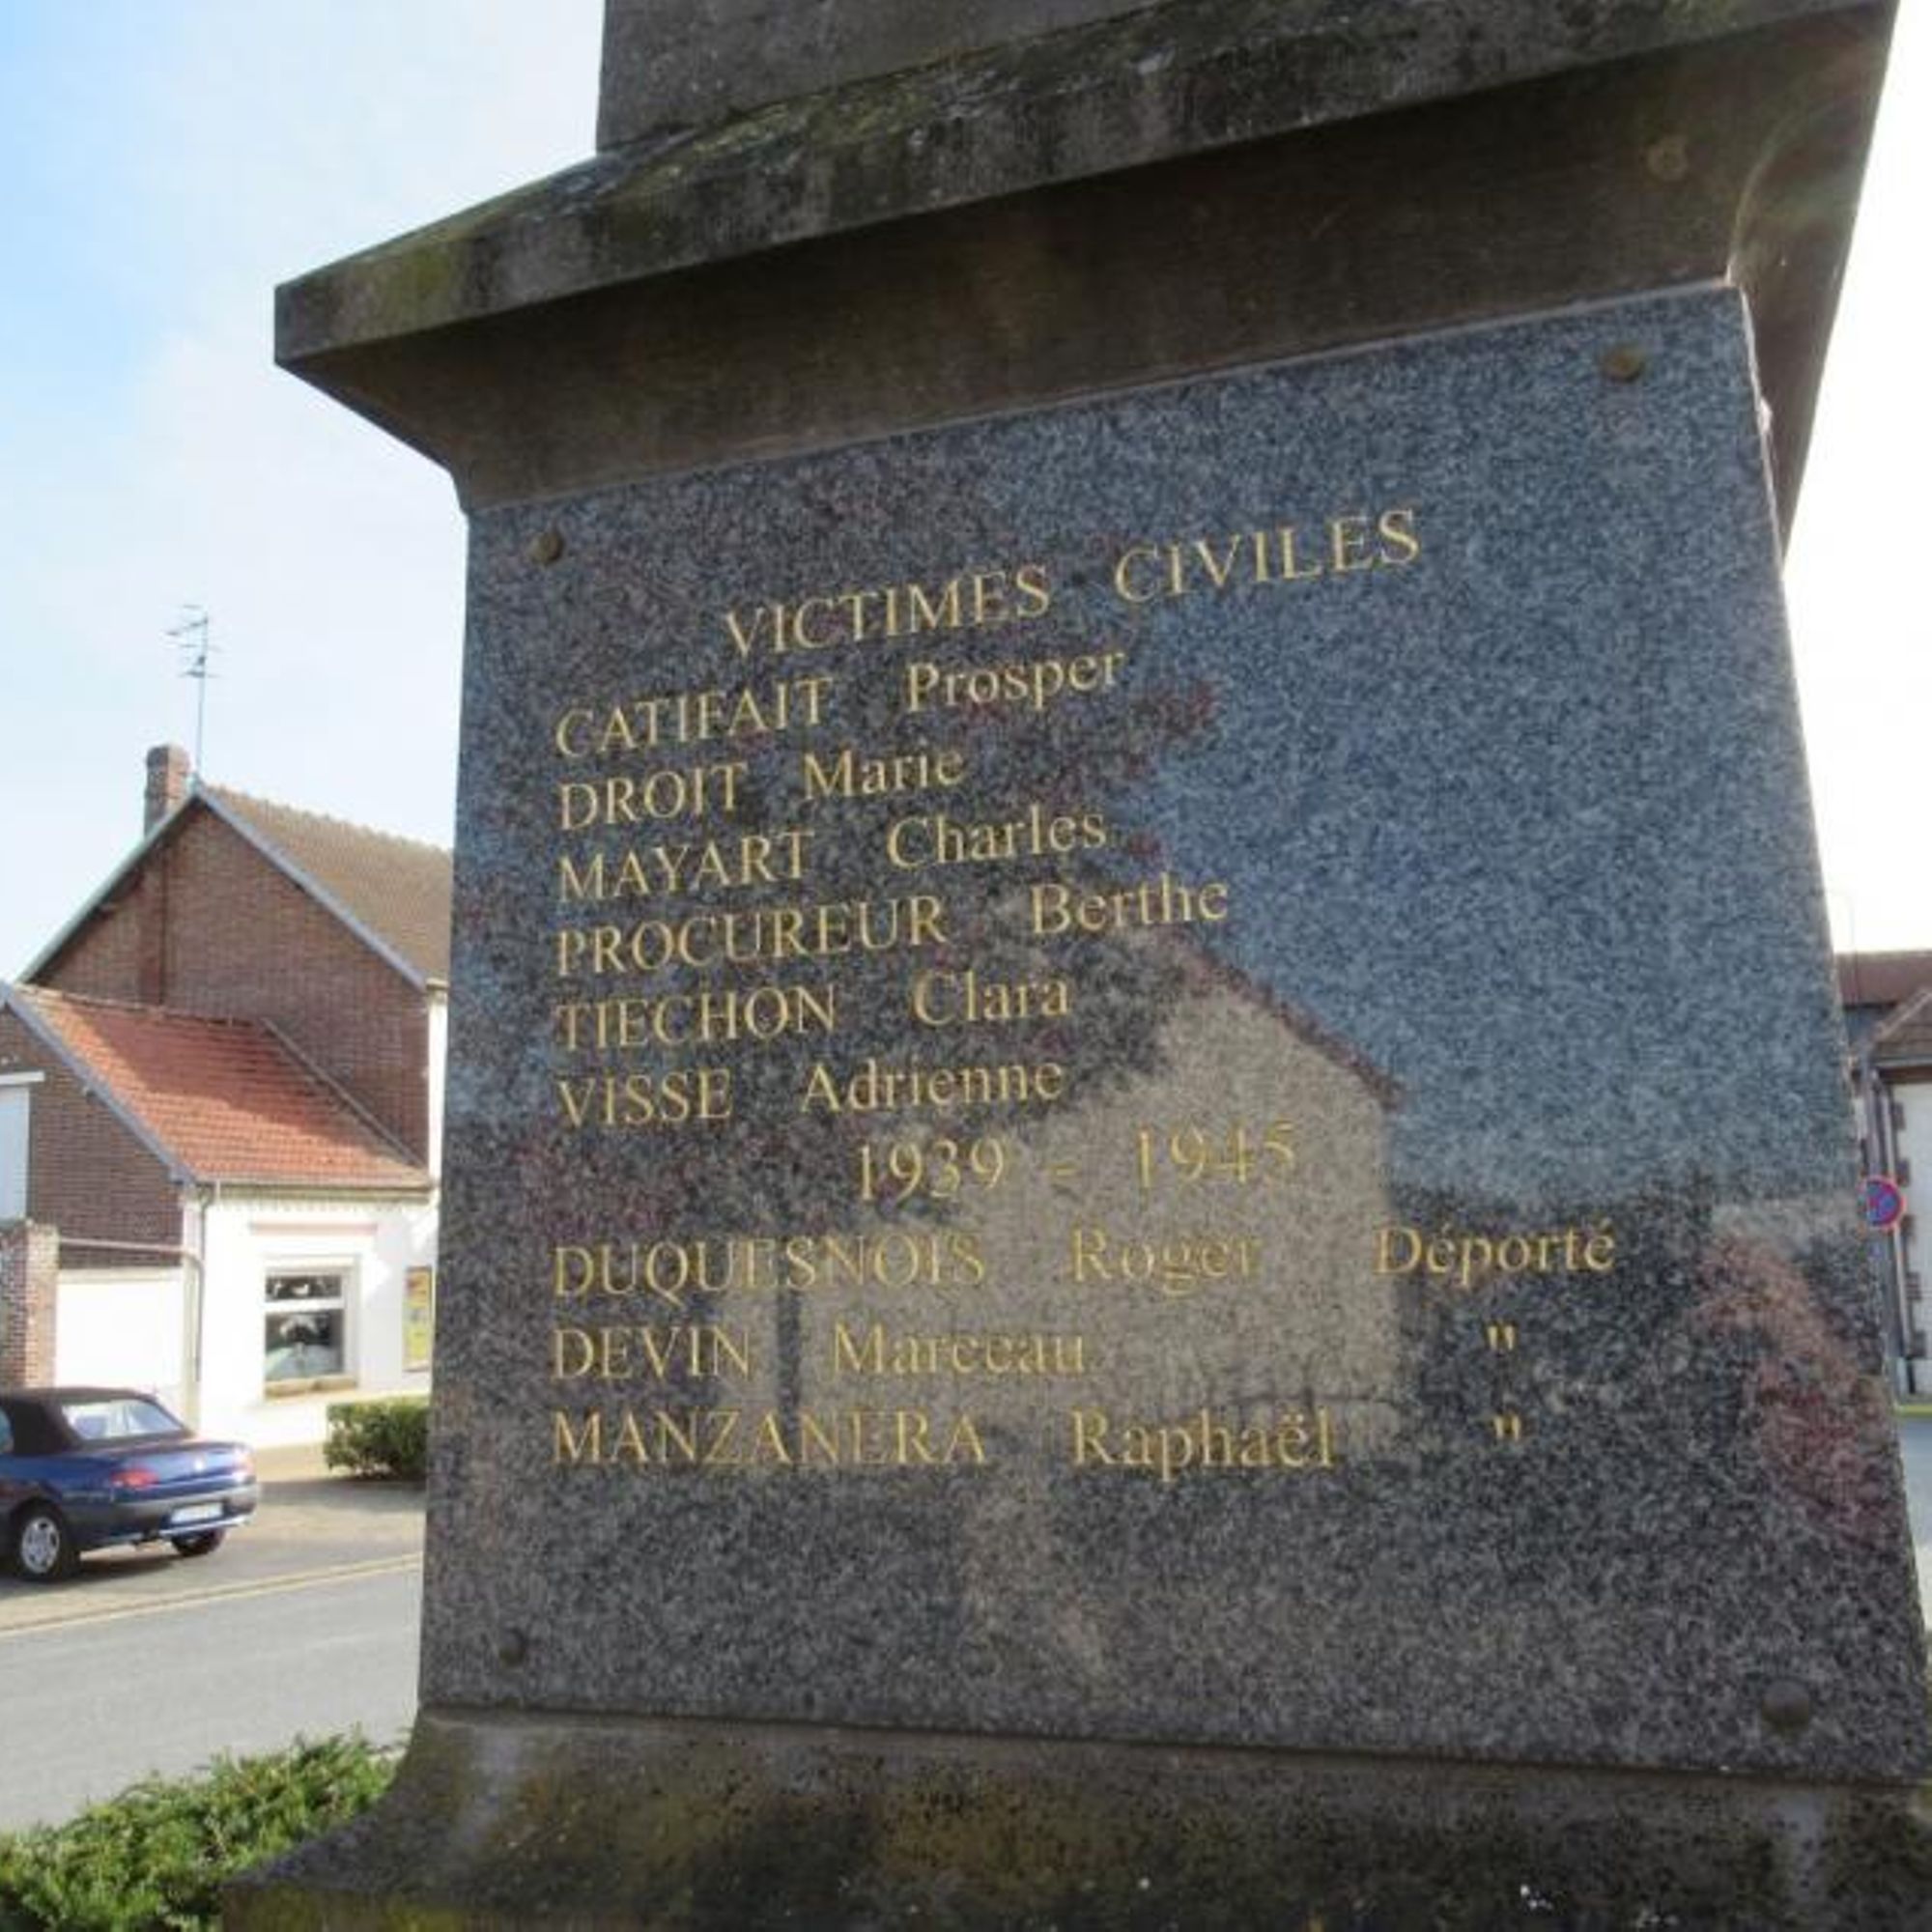 VICTIMES CIVILES
CATIFAIT Prosper
DROIT Marie
MAYART Charles
PROCUREUR Berthe
TIECHON Clara
VISSE Adrienne
1939 - 1945
DUQUESNOIS Roger Déporté
DEVIN Marceau "
MANZANERA Raphaël "